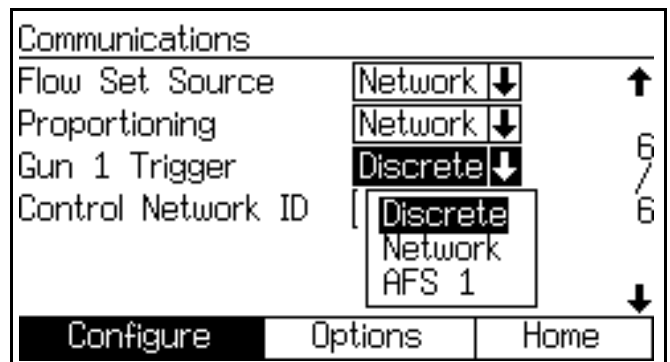 Communications
Flow Set Source Network
Proportioning Network
Gun 1 Trigger Discrete
Control Network ID [
Discrete
Network
AFS 1
6/6
Configure Options Home